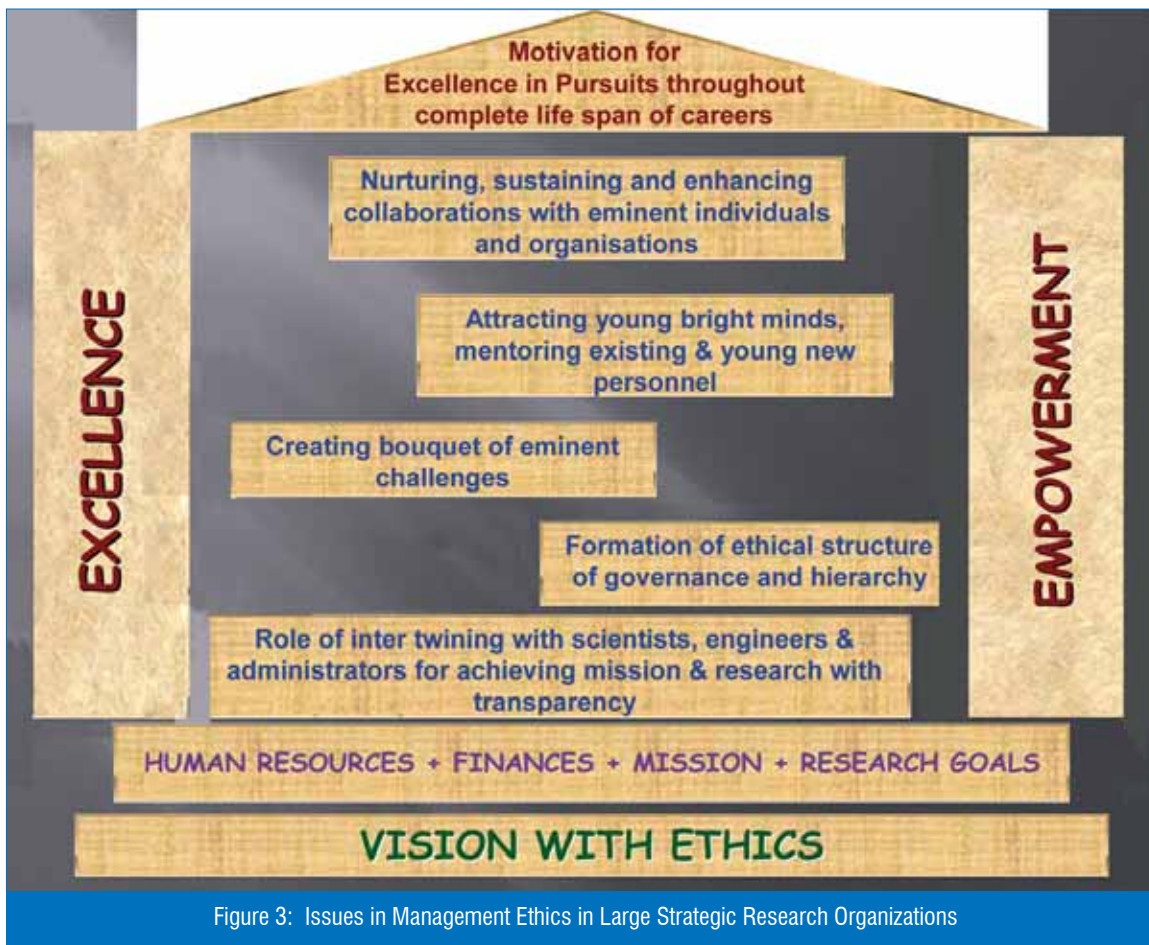 Motivation for
Excellence in Pursuits throughout
complete life span of careers
EXCELLENCE
Nurturing, sustaining and enhancing
collaborations with eminent individuals
and organisations
Attracting young bright minds,
mentoring existing & young new
personnel
Creating bouquet of eminent
challenges
Formation of ethical structure
of governance and hierarchy
Role of inter twining with scientists, engineers &
administrators for achieving mission & research with
transparency
EMPOWERMENT
HUMAN RESOURCES + FINANCES + MISSION + RESEARCH GOALS
VISION WITH ETHICS
Figure 3: Issues in Management Ethics in Large Strategic Research Organizations